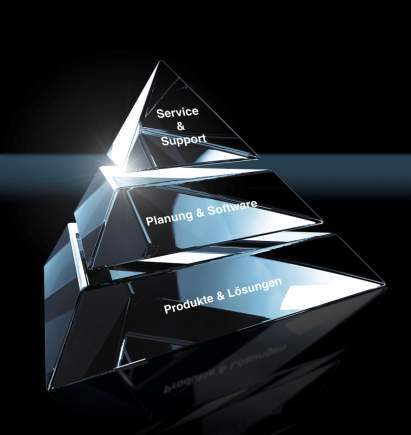 Service
&
Support
Planung & Software
Produkte & Lösungen